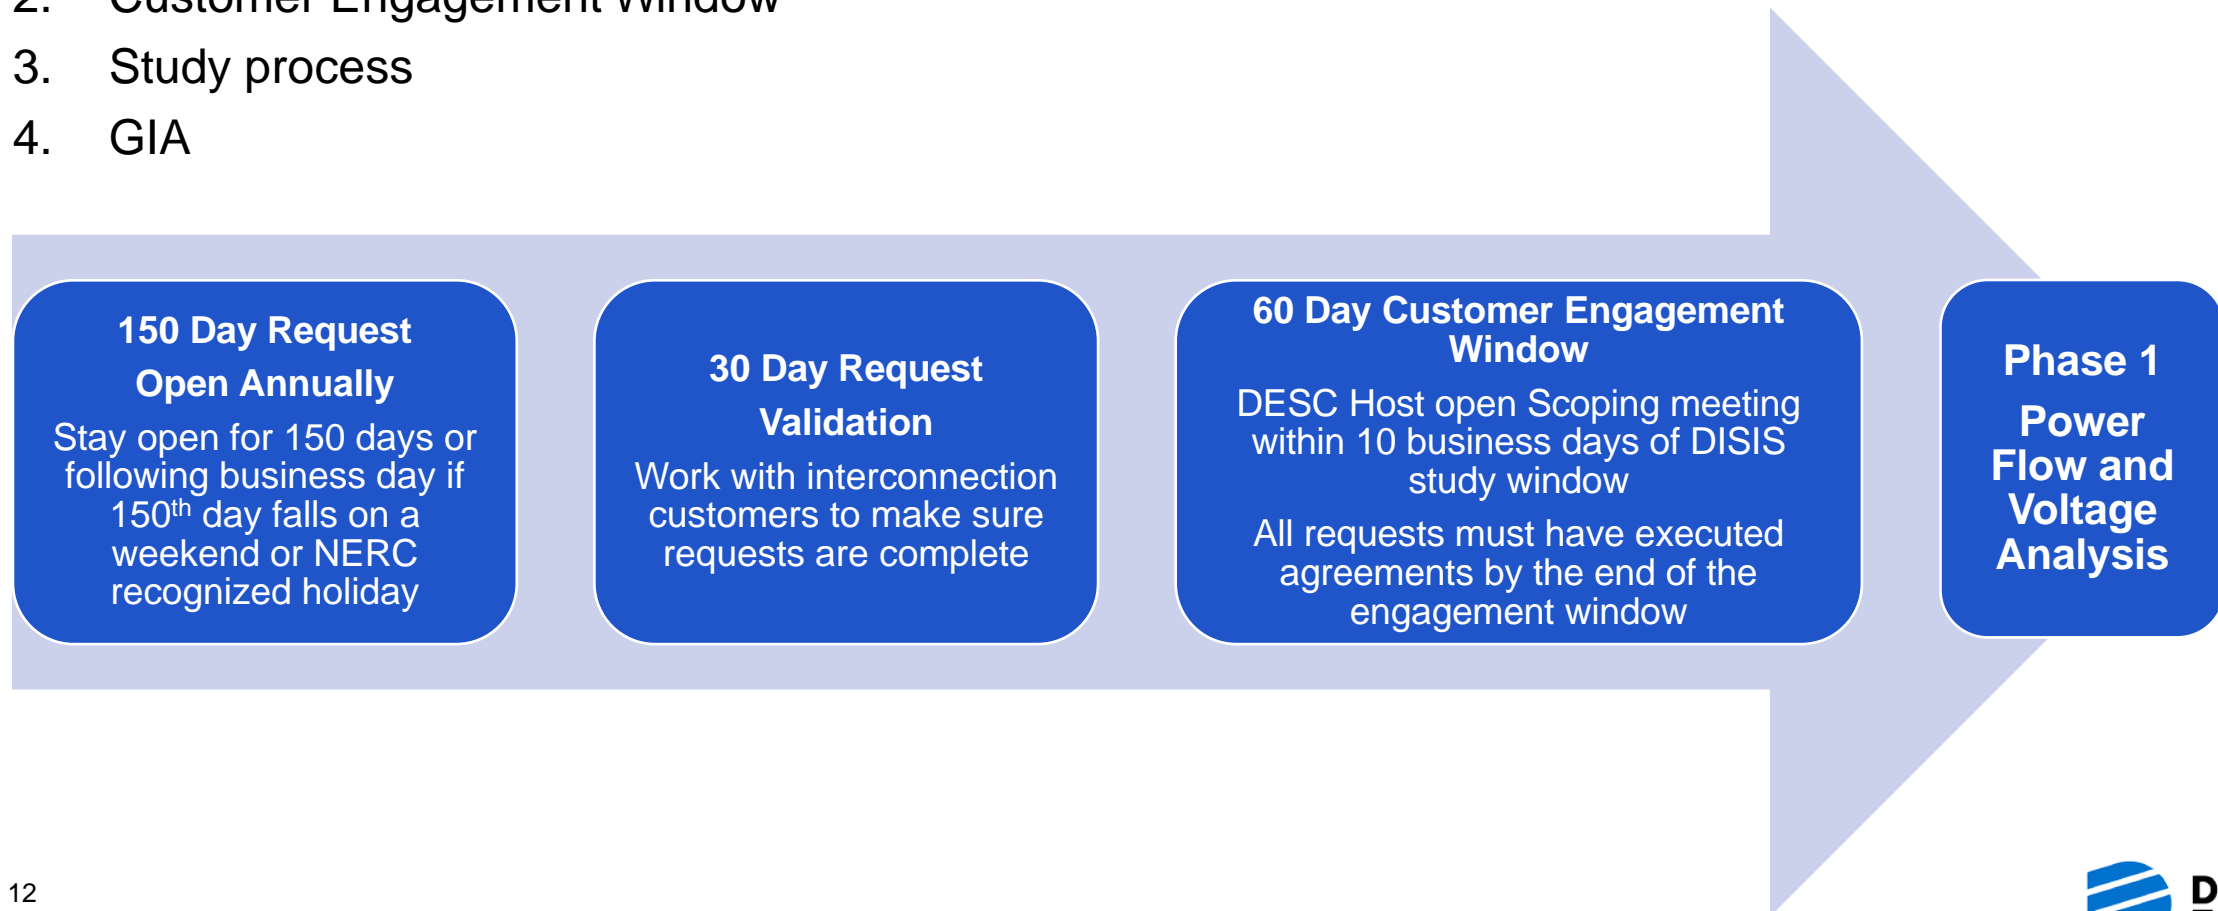 2. Customer Engagement Window
3. Study process
4. GIA
150 Day Request
Open Annually
Stay open for 150 days or
following business day if
150th day falls on a
weekend or NERC
recognized holiday
30 Day Request
Validation
Work with interconnection
customers to make sure
requests are complete
60 Day Customer Engagement
Window
DESC Host open Scoping meeting
within 10 business days of DISIS
study window
All requests must have executed
agreements by the end of the
engagement window
Phase 1
Power
Flow and
Voltage
Analysis
12
D